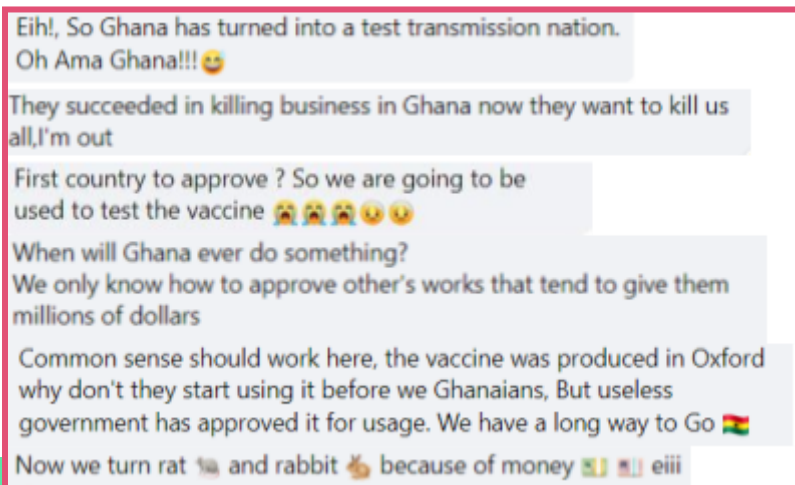 Eih!, So Ghana has turned into a test transmission nation.
Oh Ama Ghana!!!😅
They succeeded in killing business in Ghana now they want to kill us
all,I'm out
First country to approve ? So we are going to be
used to test the vaccine 😭😭😭🤕🤕
When will Ghana ever do something?
We only know how to approve other's works that tend to give them
millions of dollars
Common sense should work here, the vaccine was produced in Oxford
why don't they start using it before we Ghanaians, But useless
government has approved it for usage. We have a long way to Go 🇬🇭
Now we turn rat 🐀 and rabbit 🐇 because of money 💵 💷 eiii